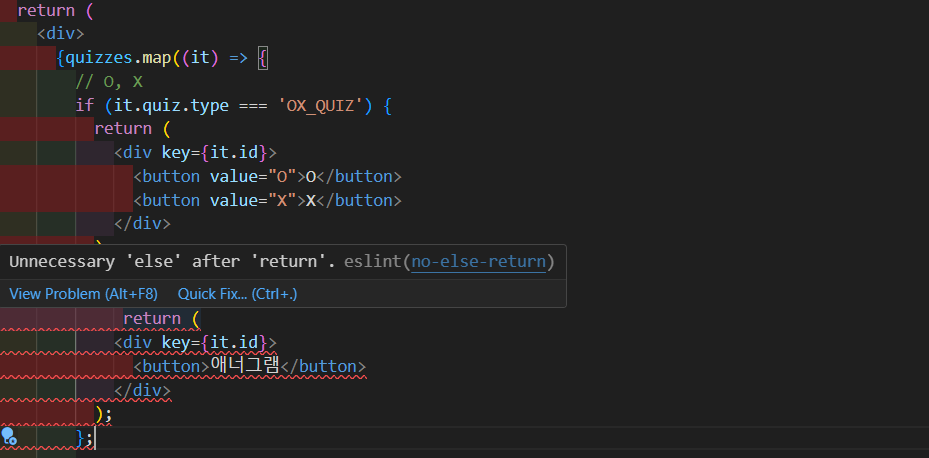 return (
<div>
{quizzes.map((it) => {
// O, X
if (it.quiz.type === 'OX_QUIZ') {
return (
<div key={it.id}>
<button value="O">O</button>
<button value="X">X</button>
</div>
Unnecessary 'else' after 'return'. eslint(no-else-return)
View Problem (Alt+F8) Quick Fix... (Ctrl+.)
return (
<div key={it.id}>
<button>애너그램</button>
</div>
);
};